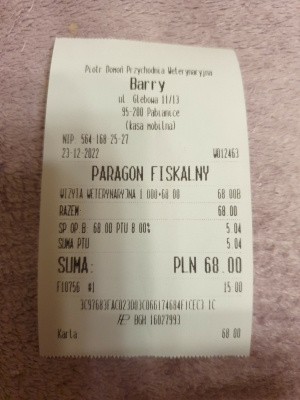 Piotr Domoń Przychodnia Weterynaryjna
Barry
ul. Glebowa 11/13
95-200 Pabianice
(kasa mobilna)
NIP: 564-168-25-27
23-12-2022 W012463
PARAGON FISKALNY
WIZYTA WETERYNARYJNA 1 000*68 00 68.00B
RAZEM: 68.00
SP.OP.B: 68.00 PTU 8.00% 5.04
SUMA PTU 5.04
SUMA: PLN 68.00
F10756 #1 15:00
BGH 16027993
Karta 68.00